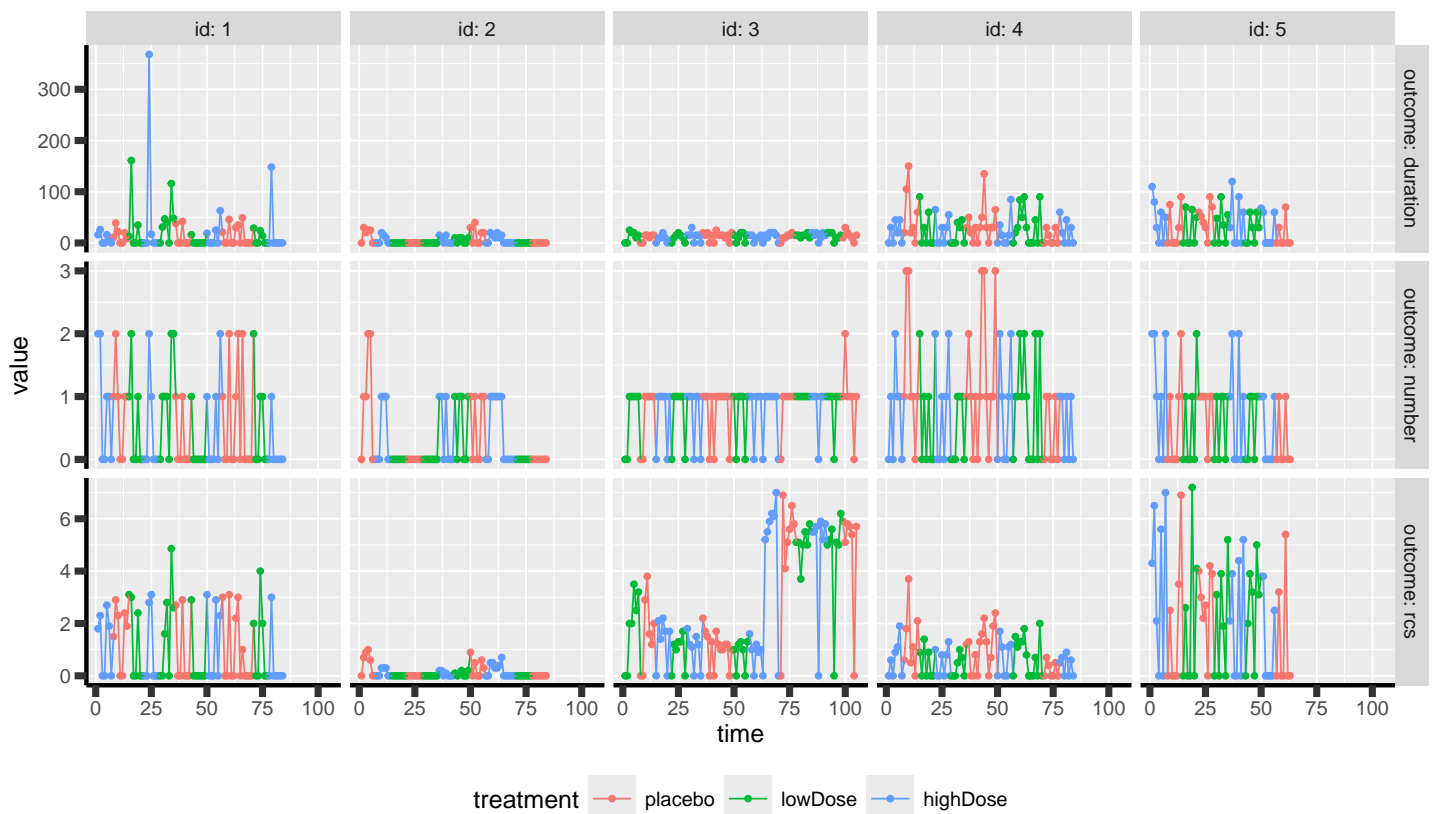 id: 1 id: 2 id: 3 id: 4 id: 5
outcome: duration
300
200
100
0
outcome: number
3
2
1
0
outcome: rcs
6
4
2
0
value
0 25 50 75 100 0 25 50 75 100 0 25 50 75 100 0 25 50 75 100 0 25 50 75 100
time
treatment placebo lowDose highDose